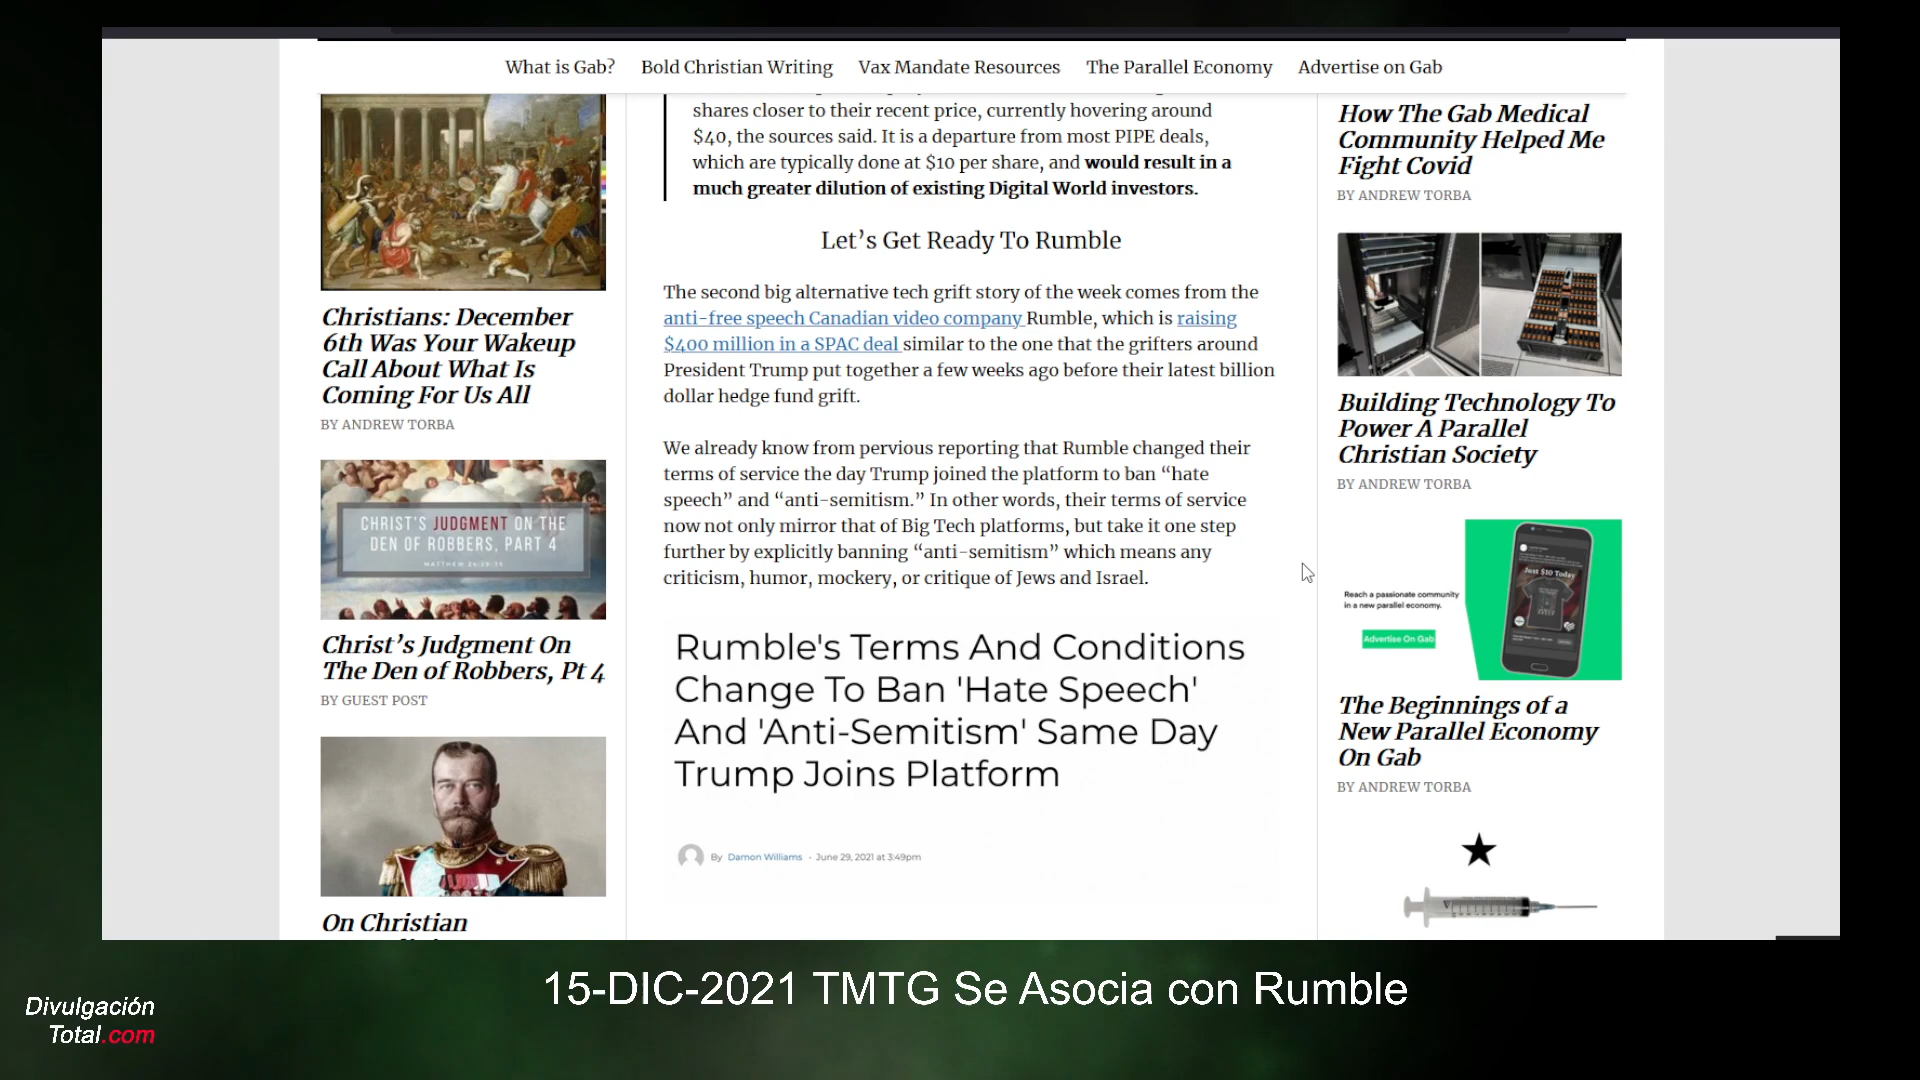 What is Gab?
Bold Christian Writing
Vax Mandate Resources
The Parallel Economy
Advertise on Gab
Christians: December
6th Was Your Wakeup
Call About What Is
Coming For Us All
BY ANDREW TORBA
CHRIST'S JUDGMENT ON THE
DEN OF ROBBERS, PART 4
Christ's Judgment On
The Den of Robbers, Pt 4
BY GUEST POST
On Christian
shares closer to their recent price, currently hovering around
$40, the sources said. It is a departure from most PIPE deals,
which are typically done at $10 per share, and would result in a
much greater dilution of existing Digital World investors.
Let's Get Ready To Rumble
The second big alternative tech grift story of the week comes from the
anti-free speech Canadian video company Rumble, which is raising
$400 million in a SPAC deal similar to the one that the grifters around
President Trump put together a few weeks ago before their latest billion
dollar hedge fund grift.
We already know from pervious reporting that Rumble changed their
terms of service the day Trump joined the platform to ban “hate
speech” and “anti-semitism.” In other words, their terms of service
now not only mirror that of Big Tech platforms, but take it one step
further by explicitly banning “anti-semitism” which means any
criticism, humor, mockery, or critique of Jews and Israel.
Rumble's Terms And Conditions
Change To Ban 'Hate Speech'
And 'Anti-Semitism' Same Day
Trump Joins Platform
By Damon Williams - June 29, 2021 at 3:49pm
How The Gab Medical
Community Helped Me
Fight Covid
BY ANDREW TORBA
Building Technology To
Power A Parallel
Christian Society
BY ANDREW TORBA
Reach a passionate community
in a new parallel economy.
Advertise On Gab
Just $10 Today
The Beginnings of a
New Parallel Economy
On Gab
BY ANDREW TORBA
15-DIC-2021 TMTG Se Asocia con Rumble
Divulgación
Total.com